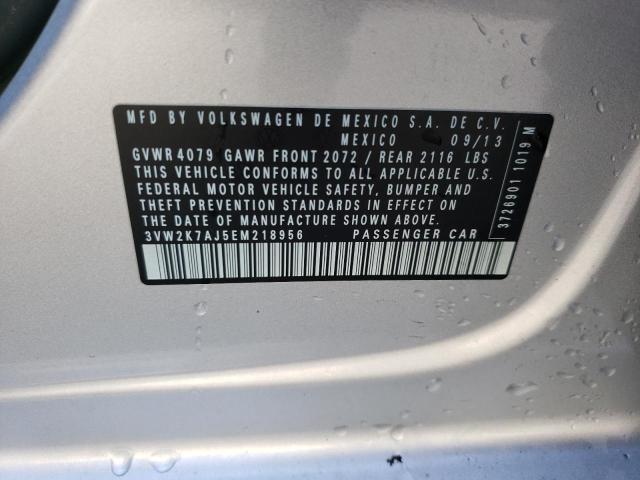 MFD BY VOLKSWAGEN DE MEXICO S.A. DE C.V.
MEXICO 09/13
GVWR 4079 GAWR FRONT 2072 / REAR 2116 LBS
THIS VEHICLE CONFORMS TO ALL APPLICABLE U.S.
FEDERAL MOTOR VEHICLE SAFETY, BUMPER AND
THEFT PREVENTION STANDARDS IN EFFECT ON
THE DATE OF MANUFACTURE SHOWN ABOVE.
3VW2K7AJ5EM218956 PASSENGER CAR
3726901 1019 M